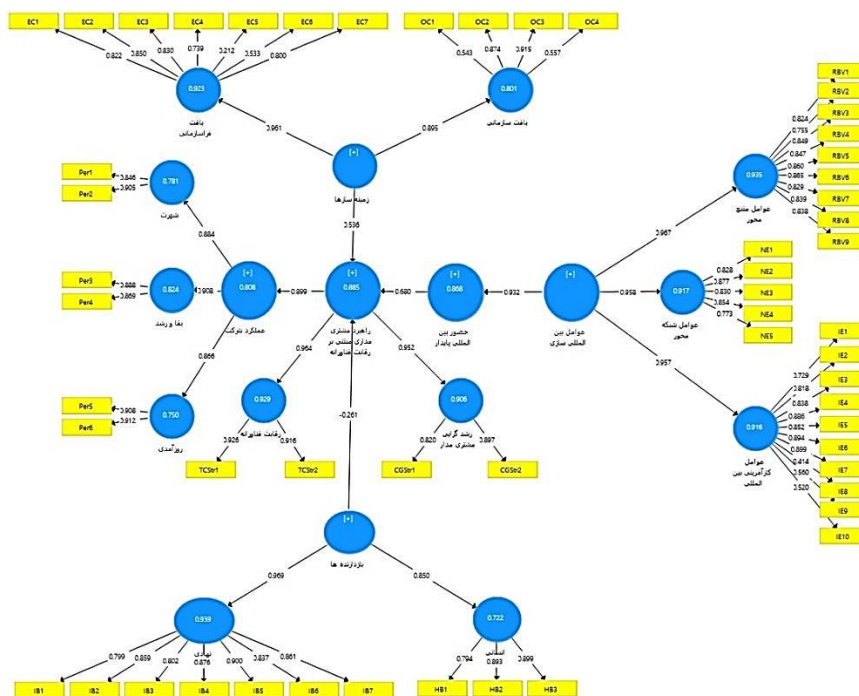 EC1
EC2
EC3
EC4
EC5
EC6
EC7
0.822
0.850
0.830
0.739
0.212
0.533
0.800
0.923
بافت
فراسازمانی
OC1
OC2
OC3
OC4
0.543
0.874
0.915
0.557
0.801
بافت سازمانی
0.961
0.895
[+]
زمینه سازها
0.536
Per1
Per2
0.846
0.905
0.781
شهرت
0.884
Per3
Per4
0.888
0.869
0.824
بقا و رشد
0.908
[+]
0.808
عملکرد شرکت
0.899
0.885
راهبرد مشتری
مداری مبتنی بر
رقابت فناورانه
0.680
[+]
0.868
حضور بین
المللی پایدار
0.932
[+]
عوامل بین
المللی سازی
Per5
Per6
0.908
0.912
0.750
روزآمدی
0.866
0.964
0.952
0.929
رقابت فناورانه
0.926
0.916
TCStr1
TCStr2
0.906
رشد گرایی
مشتری مدار
0.820
0.897
CGStr1
CGStr2
-0.261
0.967
0.958
0.957
RBV1
RBV2
RBV3
RBV4
RBV5
RBV6
RBV7
RBV8
RBV9
0.824
0.755
0.849
0.847
0.860
0.865
0.829
0.839
0.838
0.935
عوامل منبع
محور
NE1
NE2
NE3
NE4
NE5
0.828
0.877
0.830
0.854
0.773
0.917
عوامل شبکه
محور
IE1
IE2
IE3
IE4
IE5
IE6
IE7
IE8
IE9
IE10
0.729
0.818
0.838
0.886
0.852
0.894
0.899
0.414
0.560
0.520
0.916
عوامل
کارآفرینی بین
المللی
[+]
بازدارنده ها
0.969
0.850
0.939
نهادی
0.799
0.859
0.802
0.876
0.900
0.837
0.861
IB1
IB2
IB3
IB4
IB5
IB6
IB7
0.722
انسانی
0.794
0.893
0.899
HB1
HB2
HB3